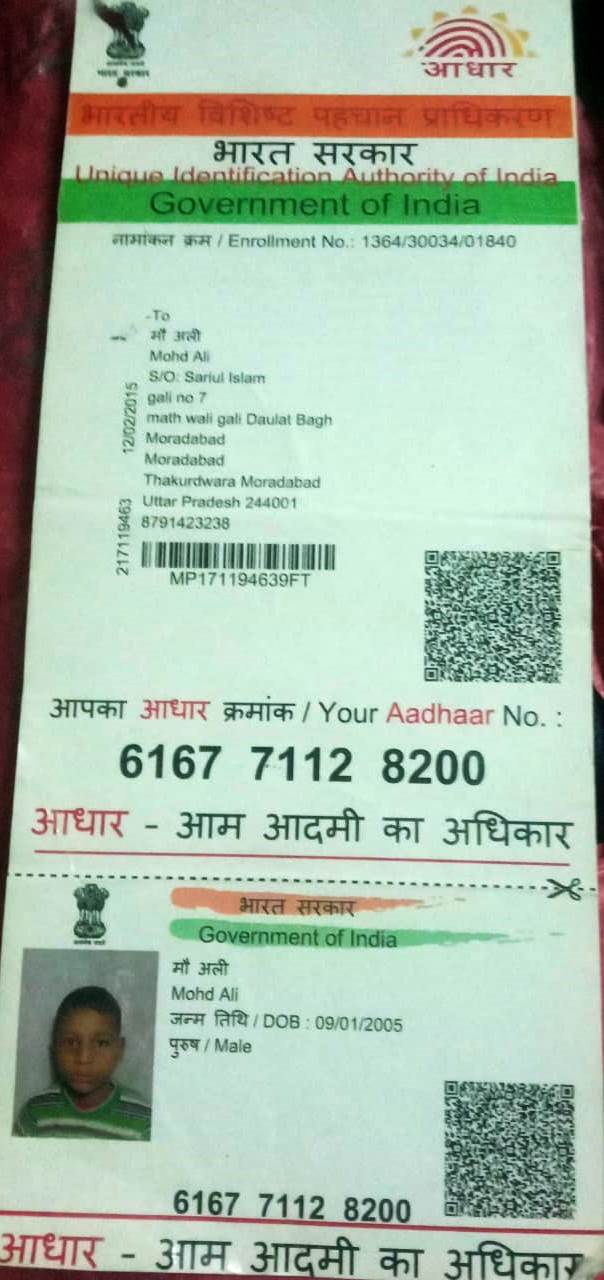 भारत सरकार
आधार
भारतीय विशिष्ट पहचान प्राधिकरण
भारत सरकार
Unique Identification Authority of India
Government of India
नामांकन क्रम / Enrollment No.: 1364/30034/01840
-To
मौ अली
Mohd Ali
S/O: Sariul Islam
gali no 7
math wali gali Daulat Bagh
Moradabad
Moradabad
Thakurdwara Moradabad
Uttar Pradesh 244001
8791423238
12/02/2015
217119463
MP171194639FT
आपका आधार क्रमांक / Your Aadhaar No. :
6167 7112 8200
आधार - आम आदमी का अधिकार
भारत सरकार
Government of India
मौ अली
Mohd Ali
जन्म तिथि / DOB : 09/01/2005
पुरुष / Male
6167 7112 8200
आधार - आम आदमी का अधिकार